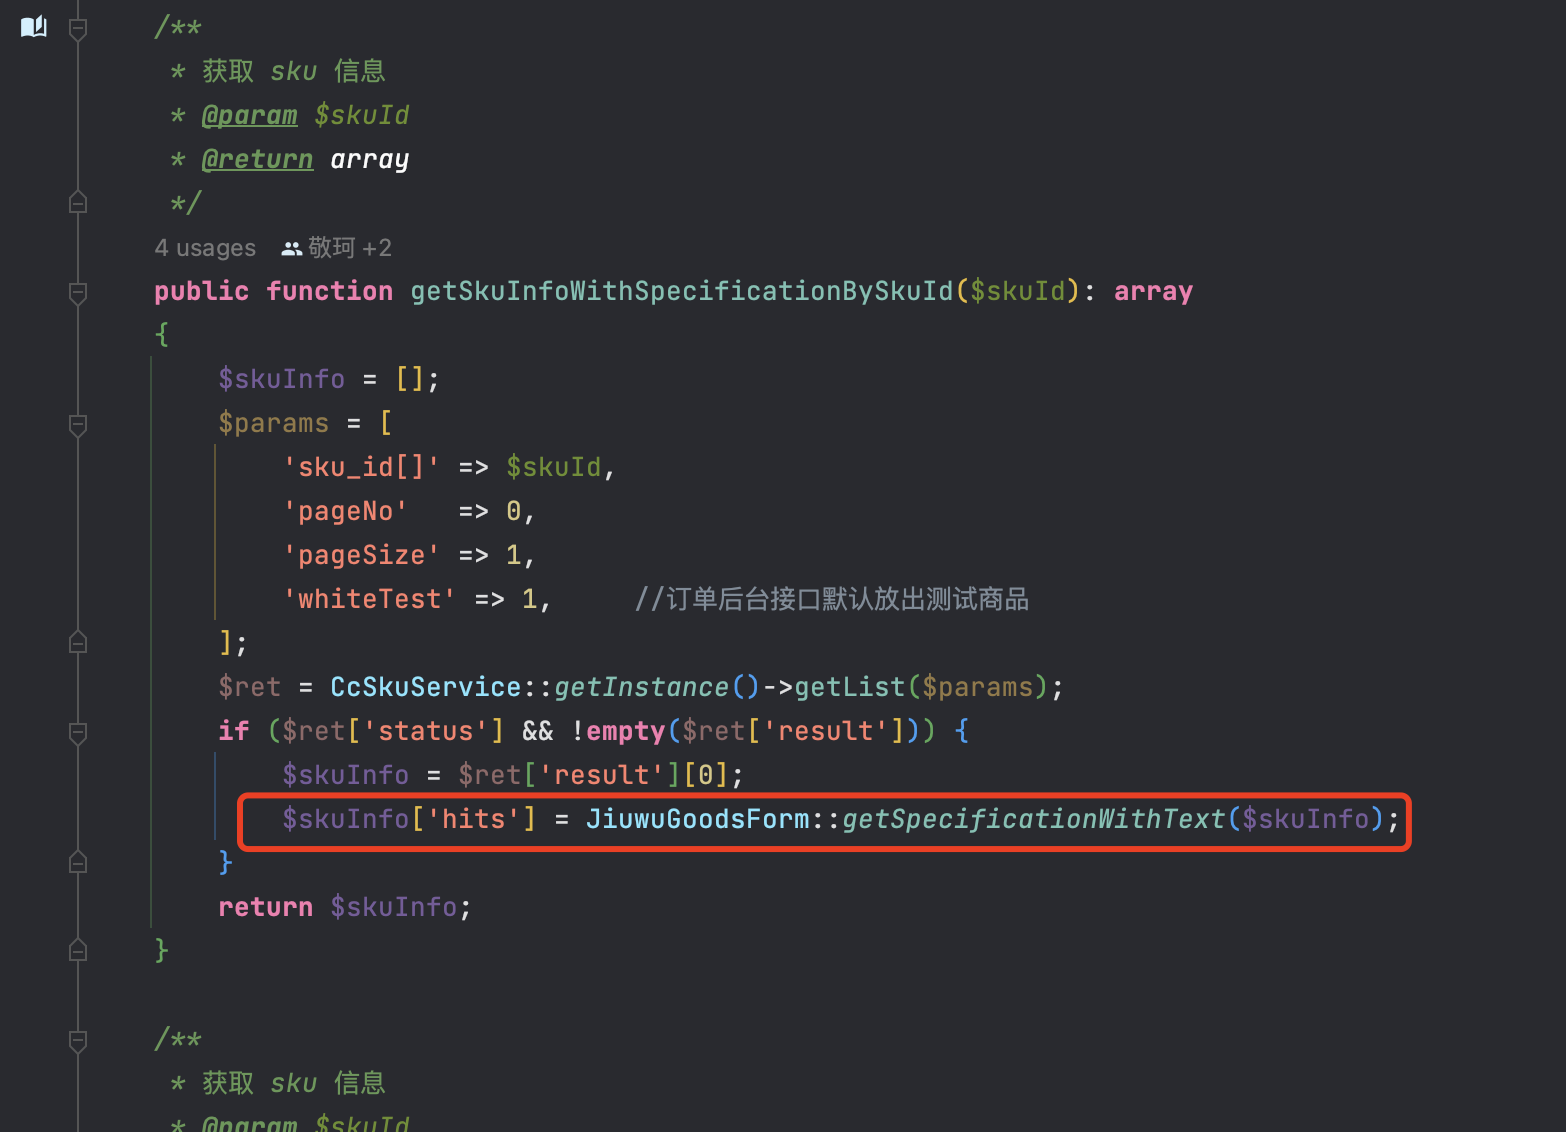 /**
 * 获取 sku 信息
 * @param $skuId
 * @return array
 */
4 usages 敬珂 +2
public function getSkuInfoWithSpecificationBySkuId($skuId): array
{
    $skuInfo = [];
    $params = [
        'sku_id[]' => $skuId,
        'pageNo'   => 0,
        'pageSize' => 1,
        'whiteTest' => 1,     //订单后台接口默认放出测试商品
    ];
    $ret = CcSkuService::getInstance()->getList($params);
    if ($ret['status'] && !empty($ret['result'])) {
        $skuInfo = $ret['result'][0];
        $skuInfo['hits'] = JiuwuGoodsForm::getSpecificationWithText($skuInfo);
    }
    return $skuInfo;
}
/**
 * 获取 sku 信息
 * @param $skuId